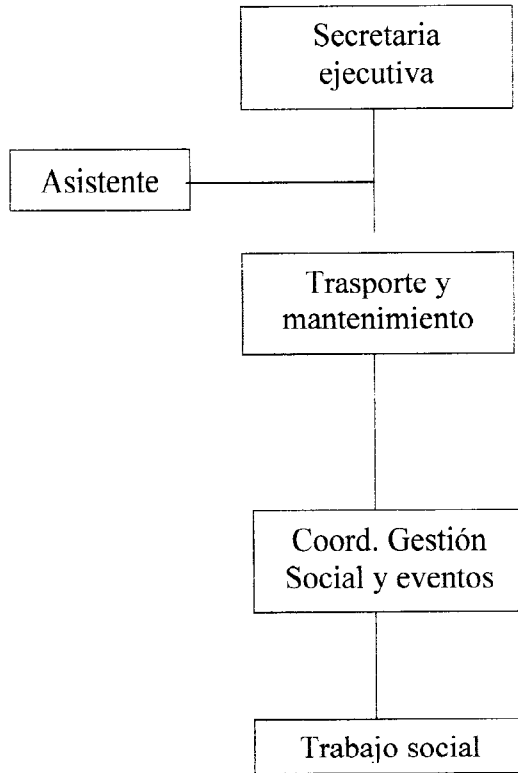 Secretaria
ejecutiva
Asistente
Trasporte y
mantenimiento
Coord. Gestión
Social y eventos
Trabajo social